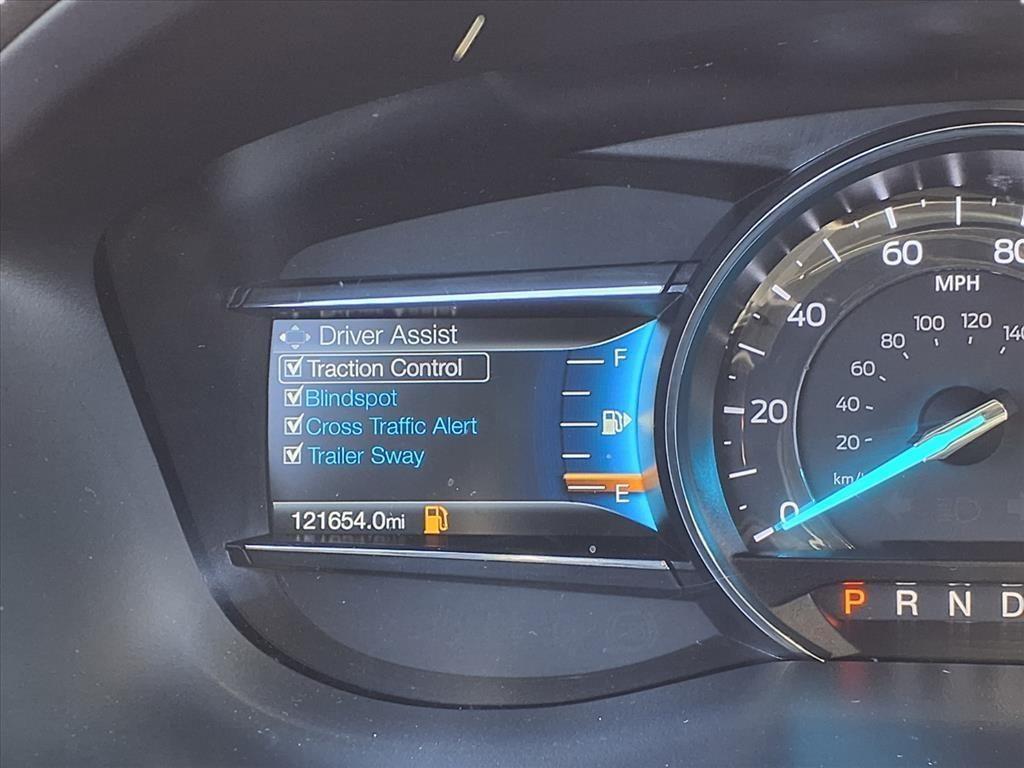 Driver Assist
Traction Control
Blindspot
Cross Traffic Alert
Trailer Sway
121654.0mi
F
E
0
20
40
60
80
MPH
20
40
60
80
100
120
140
km/
P R N D